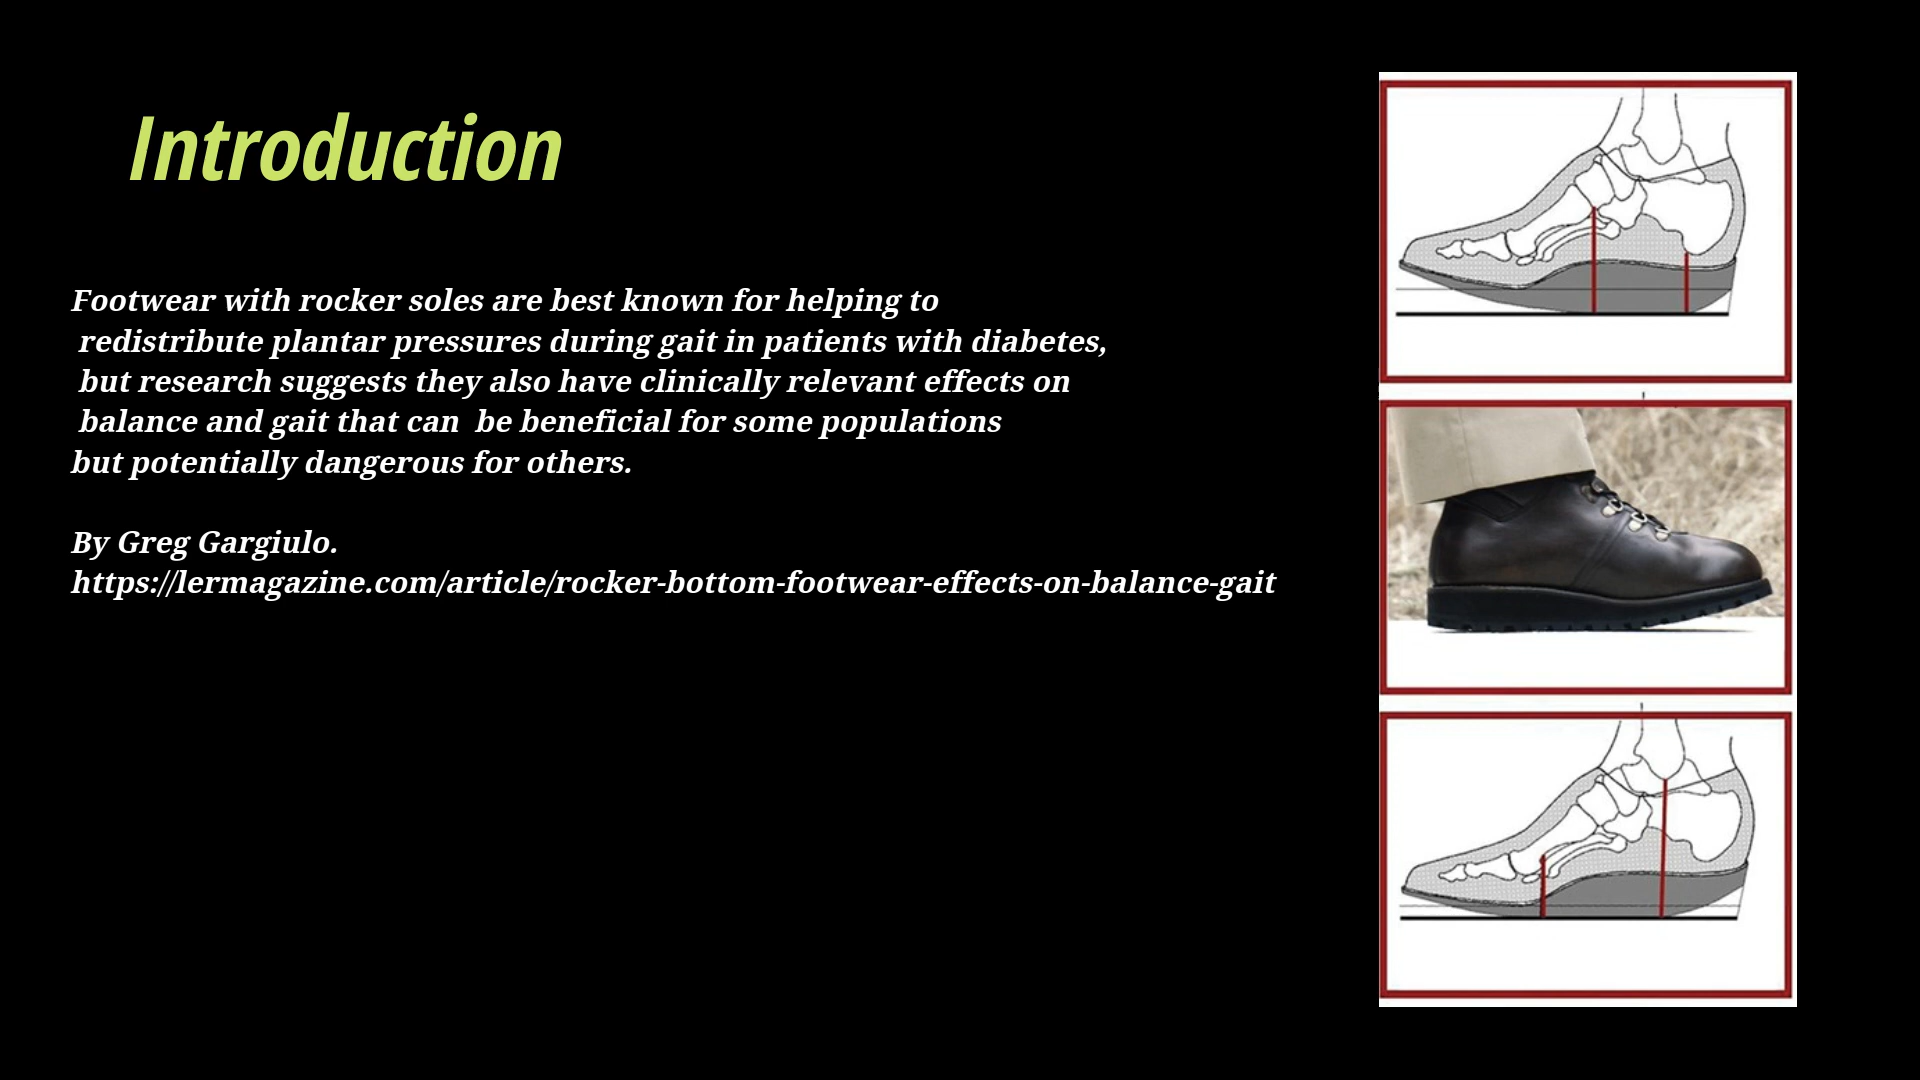 Introduction
Footwear with rocker soles are best known for helping to
redistribute plantar pressures during gait in patients with diabetes,
but research suggests they also have clinically relevant effects on
balance and gait that can  be beneficial for some populations
but potentially dangerous for others.
By Greg Gargiulo.
https://lermagazine.com/article/rocker-bottom-footwear-effects-on-balance-gait